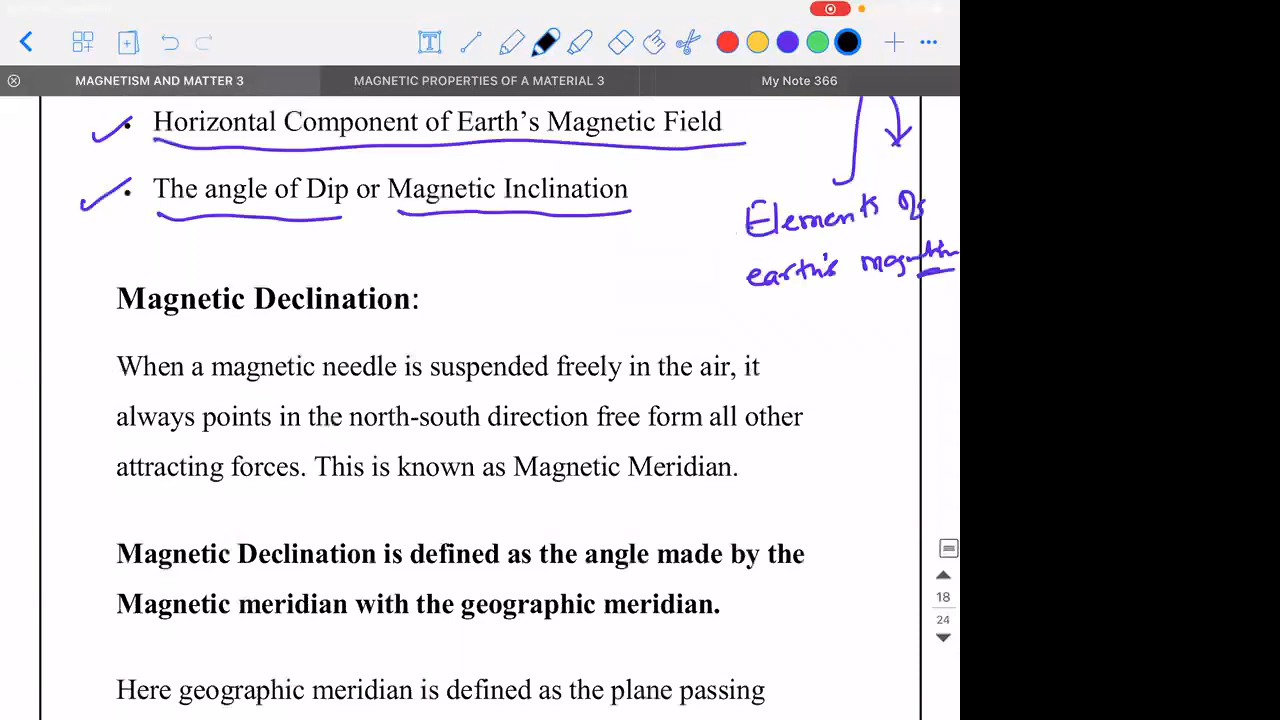 MAGNETISM AND MATTER 3
MAGNETIC PROPERTIES OF A MATERIAL 3
My Note 366
• Horizontal Component of Earth's Magnetic Field
• The angle of Dip or Magnetic Inclination
Elements of
earth's magnetism
Magnetic Declination:
When a magnetic needle is suspended freely in the air, it
always points in the north-south direction free form all other
attracting forces. This is known as Magnetic Meridian.
Magnetic Declination is defined as the angle made by the
Magnetic meridian with the geographic meridian.
Here geographic meridian is defined as the plane passing
18
24